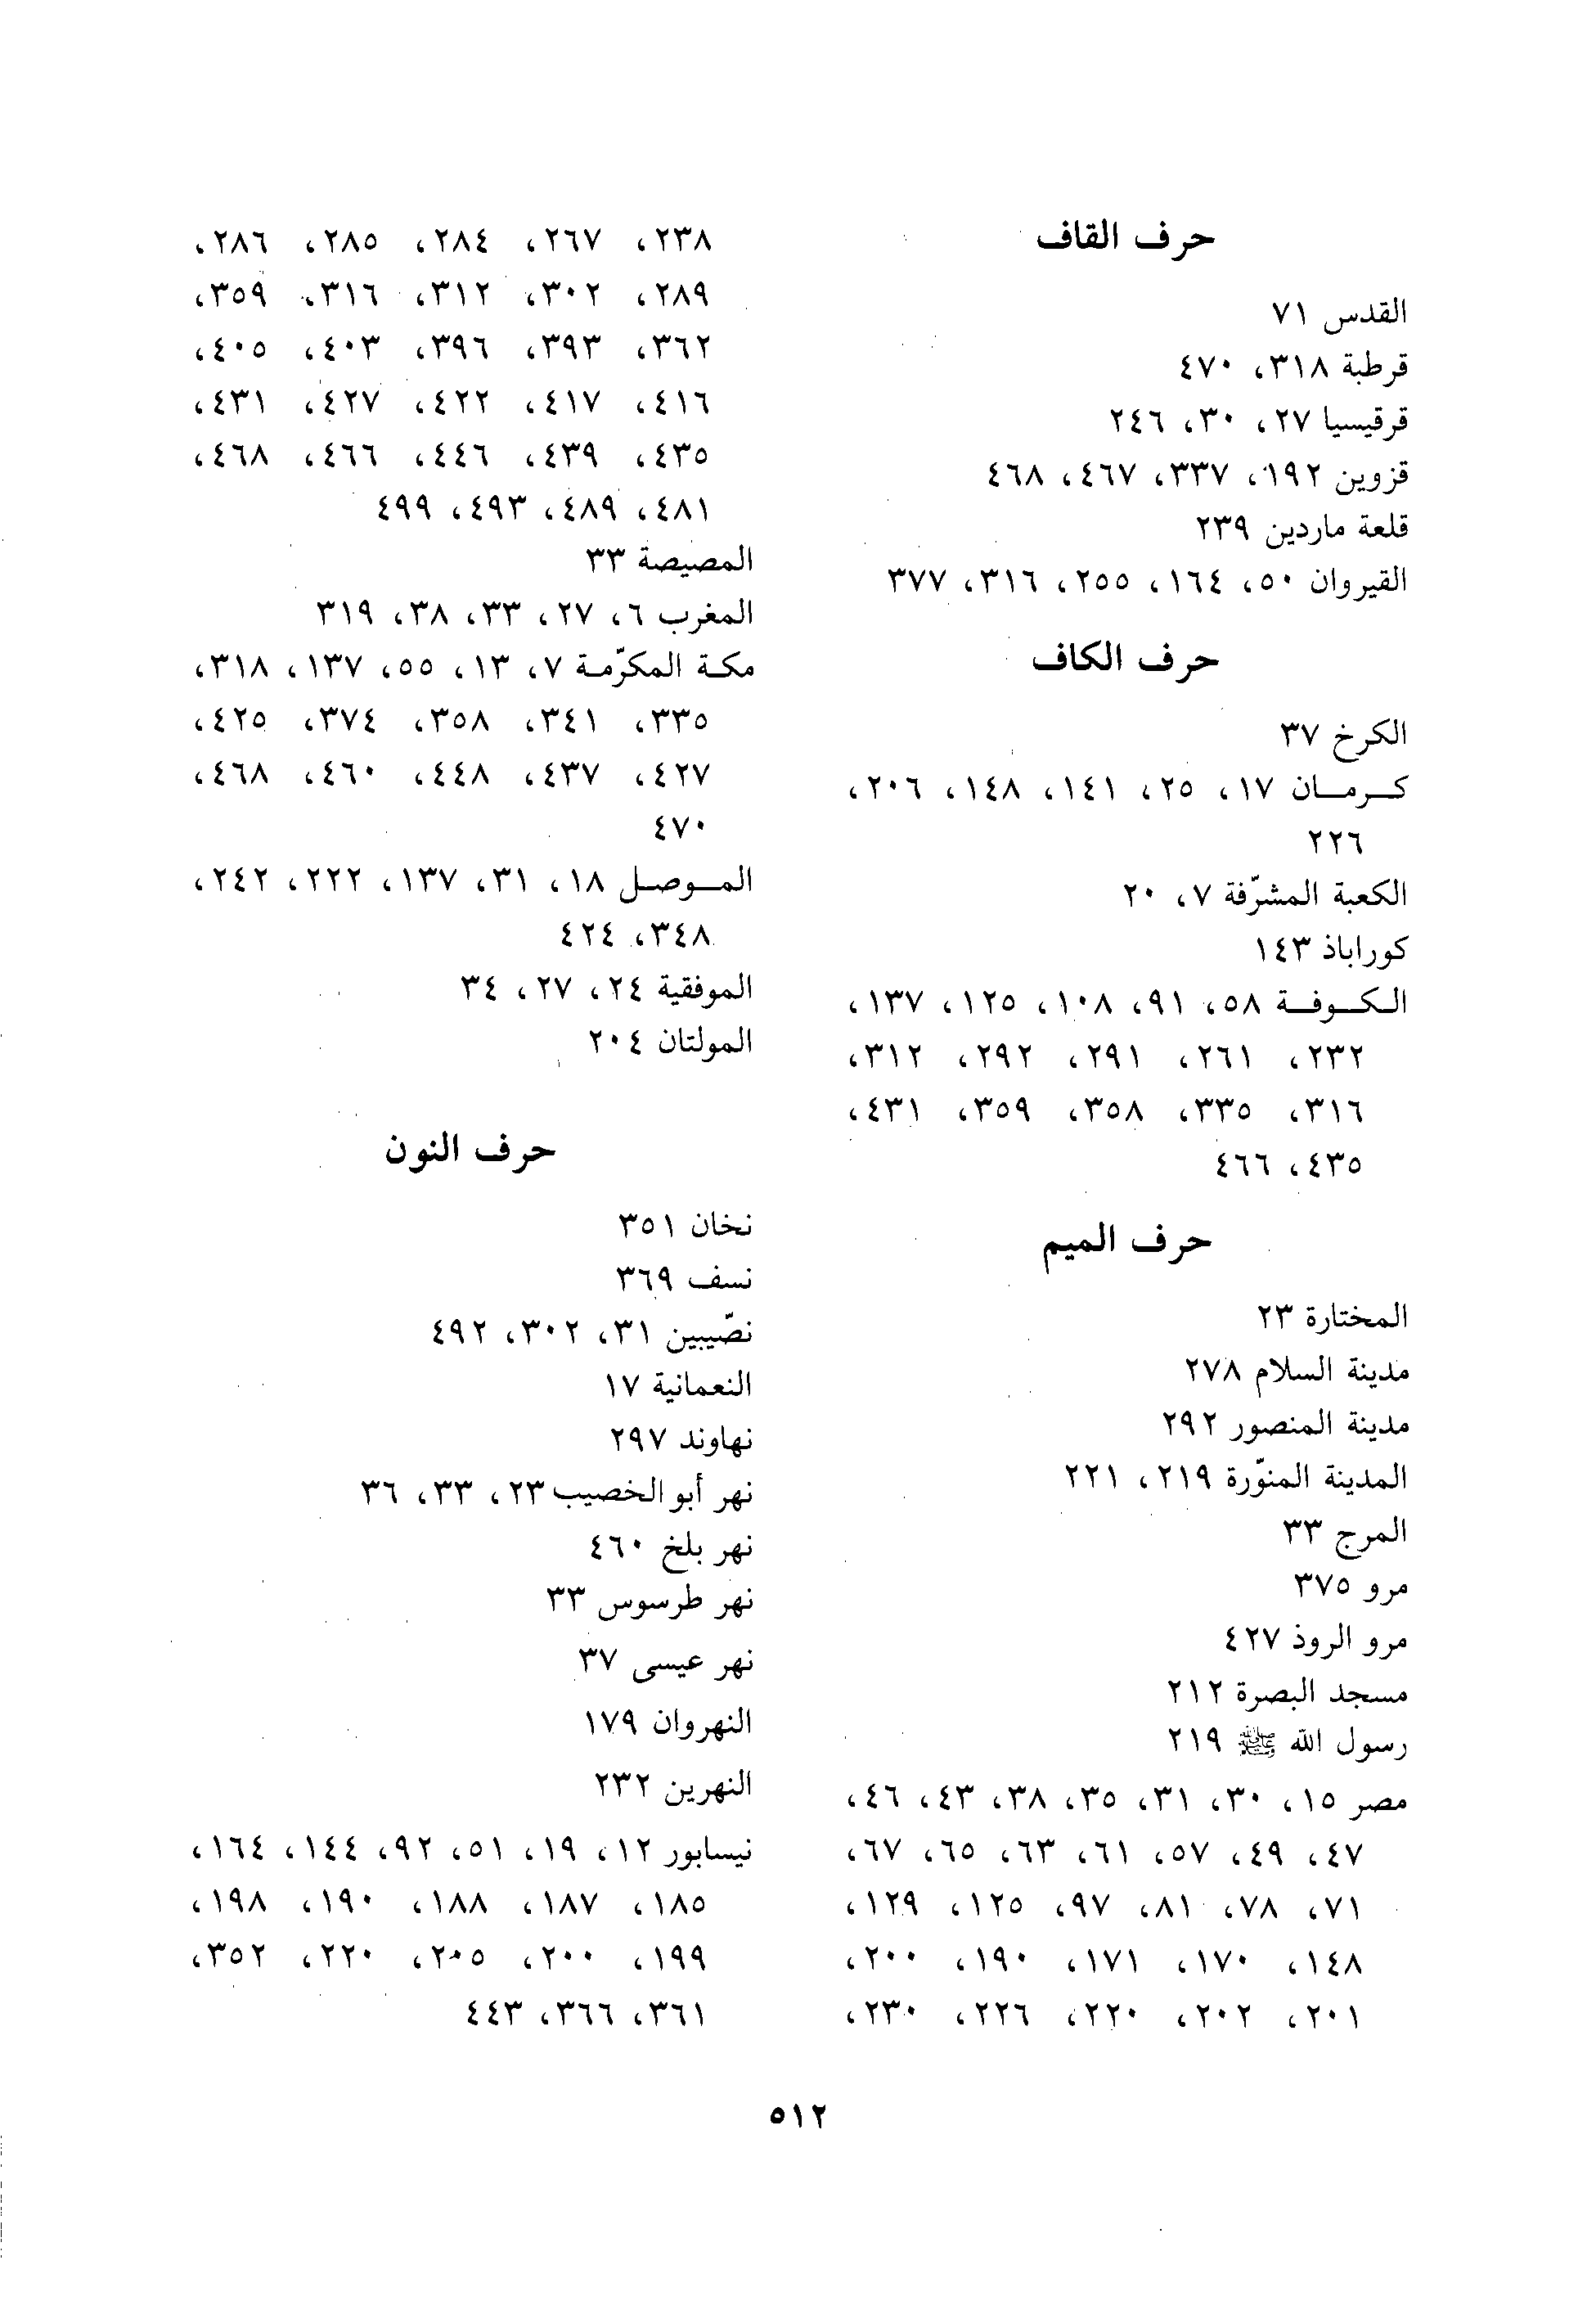 حرف القاف
القدس ٧١
قرطبة ٣١٨، ٤٧٠
قرقيسيا ٢٧، ٣٠، ٢٤٦
قزوين ١٩٢، ٣٣٧، ٤٦٧، ٤٦٨
قلعة ماردين ٢٣٩
القيروان ٥٠، ١٦٤، ٢٥٥، ٣١٦، ٣٧٧
حرف الكاف
الكرخ ٣٧
كـرمـان ١٧، ٢٥، ١٤١، ١٤٨، ٢٠٦،
٢٢٦
الكعبة المشرّفة ٧، ٢٠
كوراباذ ١٤٣
الـكـوفـة ٥٨، ٩١، ١٠٨، ١٢٥، ١٣٧،
٢٣٢، ٢٦١، ٢٩١، ٢٩٢، ٣١٢،
٣١٦، ٣٣٥، ٣٥٨، ٣٥٩، ٤٣١،
٤٣٥، ٤٦٦
حرف الميم
المختارة ٢٣
مدينة السلام ٢٧٨
مدينة المنصور ٢٩٢
المدينة المنوّرة ٢١٩، ٢٢١
المرج ٣٣
مرو ٣٧٥
مرو الروذ ٤٢٧
مسجد البصرة ٢١٢
رسول الله ﷺ ٢١٩
مصر ١٥، ٣٠، ٣١، ٣٥، ٣٨، ٤٣، ٤٦،
٤٧، ٤٩، ٥٧، ٦١، ٦٣، ٦٥، ٦٧،
٧١، ٧٨، ٨١، ٩٧، ١٢٥، ١٢٩،
١٤٨، ١٧٠، ١٧١، ١٩٠، ٢٠٠،
٢٠١، ٢٠٢، ٢٢٠، ٢٢٦، ٢٣٠،
٢٣٨، ٢٦٧، ٢٨٤، ٢٨٥، ٢٨٦،
٢٨٩، ٣٠٢، ٣١٢، ٣١٦، ٣٥٩،
٣٦٢، ٣٩٣، ٣٩٦، ٤٠٣، ٤٠٥،
٤١٦، ٤١٧، ٤٢٢، ٤٢٧، ٤٣١،
٤٣٥، ٤٣٩، ٤٤٦، ٤٦٦، ٤٦٨،
٤٨١، ٤٨٩، ٤٩٣، ٤٩٩
المصيصة ٣٣
المغرب ٦، ٢٧، ٣٣، ٣٨، ٣١٩
مكـة المكرّمـة ٧، ١٣، ٥٥، ١٣٧، ٣١٨،
٣٣٥، ٣٤١، ٣٥٨، ٣٧٤، ٤٢٥،
٤٢٧، ٤٣٧، ٤٤٨، ٤٦٠، ٤٦٨،
٤٧٠
المـوصـل ١٨، ٣١، ١٣٧، ٢٢٢، ٢٤٢،
٣٤٨، ٤٢٤
الموفقية ٢٤، ٢٧، ٣٤
المولتان ٢٠٤
حرف النون
نخان ٣٥١
نسف ٣٦٩
نصّيبين ٣١، ٣٠٢، ٤٩٢
النعمانية ١٧
نهاوند ٢٩٧
نهر أبو الخصيب ٢٣، ٣٣، ٣٦
نهر بلخ ٤٦٠
نهر طرسوس ٣٣
نهر عيسى ٣٧
النهروان ١٧٩
النهرين ٢٣٢
نيسابور ١٢، ١٩، ٥١، ٩٢، ١٤٤، ١٦٤،
١٨٥، ١٨٧، ١٨٨، ١٩٠، ١٩٨،
١٩٩، ٢٠٠، ٢٠٥، ٢٢٠، ٣٥٢،
٣٦١، ٣٦٦، ٤٤٣
٥١٢